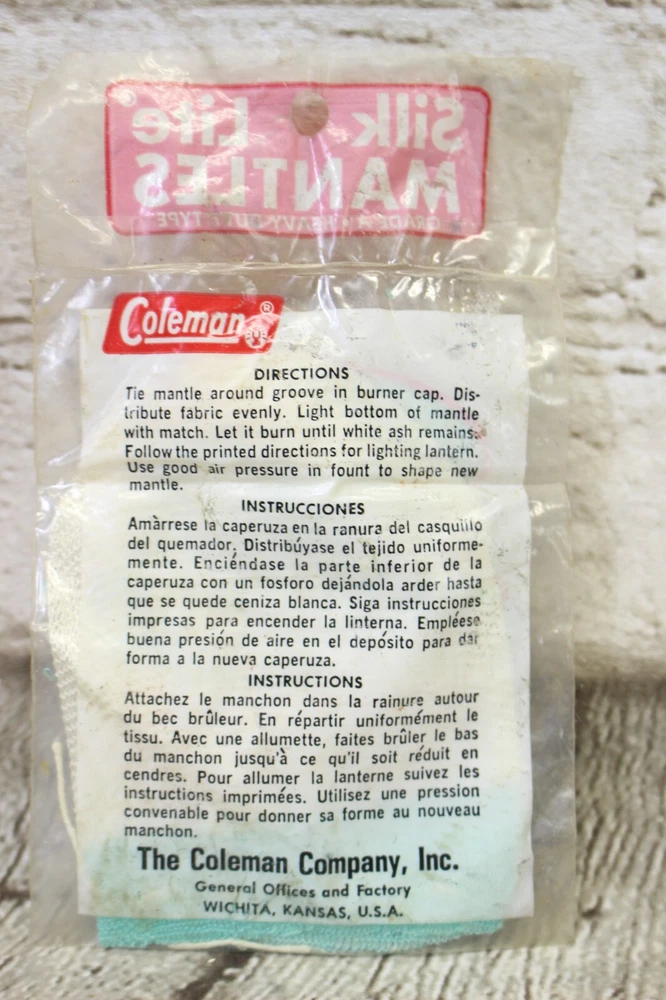 Silk Lite®
MANTLES
GRADE A • HEAVY DUTY TYPE
Coleman®
DIRECTIONS
Tie mantle around groove in burner cap. Dis-
tribute fabric evenly. Light bottom of mantle
with match. Let it burn until white ash remains.
Follow the printed directions for lighting lantern.
Use good air pressure in fount to shape new
mantle.
INSTRUCCIONES
Amàrrese la caperuza en la ranura del casquillo
del quemador. Distribúyase el tejido uniforme-
mente. Enciéndase la parte inferior de la
caperuza con un fosforo dejándola arder hasta
que se quede ceniza blanca. Siga instrucciones
impresas para encender la linterna. Empléese
buena presión de aire en el depósito para dar
forma a la nueva caperuza.
INSTRUCTIONS
Attachez le manchon dans la rainure autour
du bec brûleur. En répartir uniformément le
tissu. Avec une allumette, faites brûler le bas
du manchon jusqu'à ce qu'il soit réduit en
cendres. Pour allumer la lanterne suivez les
instructions imprimées. Utilisez une pression
convenable pour donner sa forme au nouveau
manchon.
The Coleman Company, Inc.
General Offices and Factory
WICHITA, KANSAS, U.S.A.